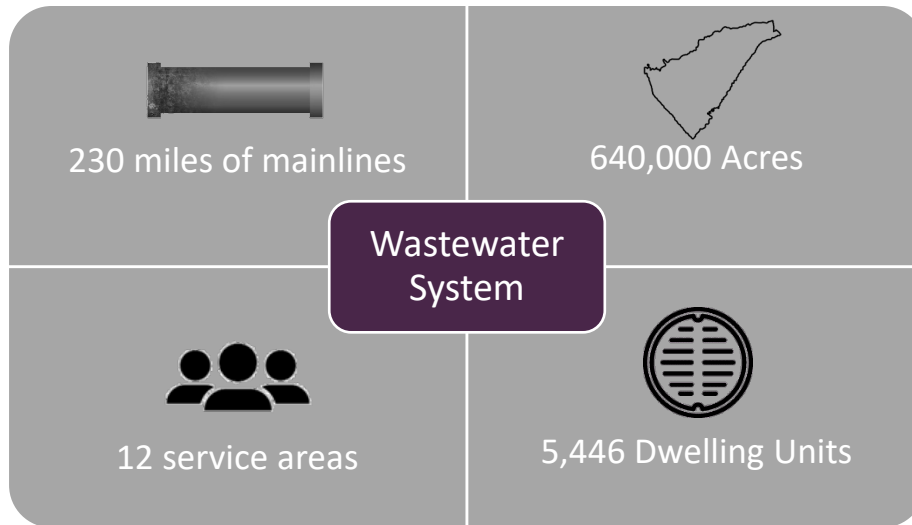 230 miles of mainlines
640,000 Acres
Wastewater
System
12 service areas
5,446 Dwelling Units